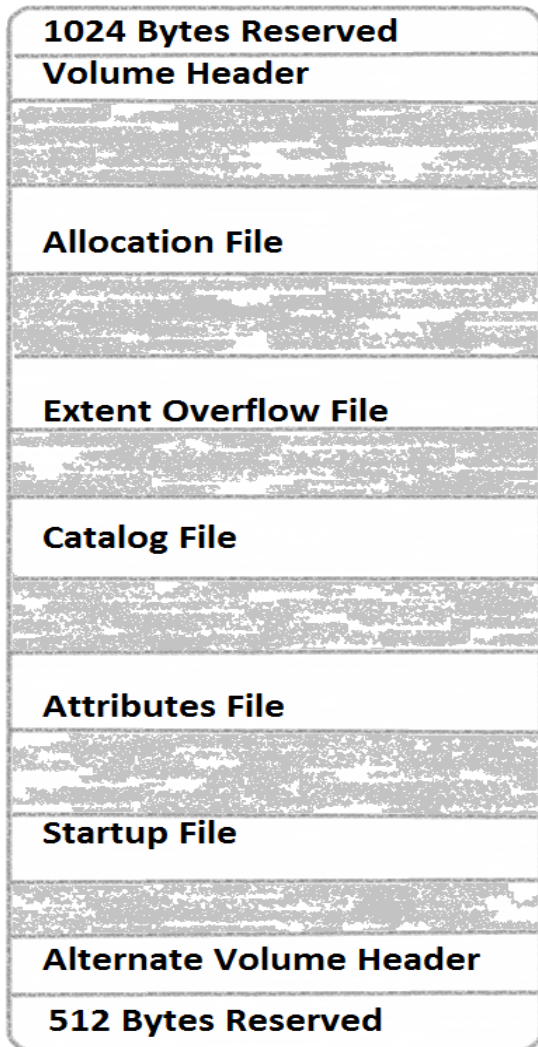 1024 Bytes Reserved
Volume Header
Allocation File
Extent Overflow File
Catalog File
Attributes File
Startup File
Alternate Volume Header
512 Bytes Reserved